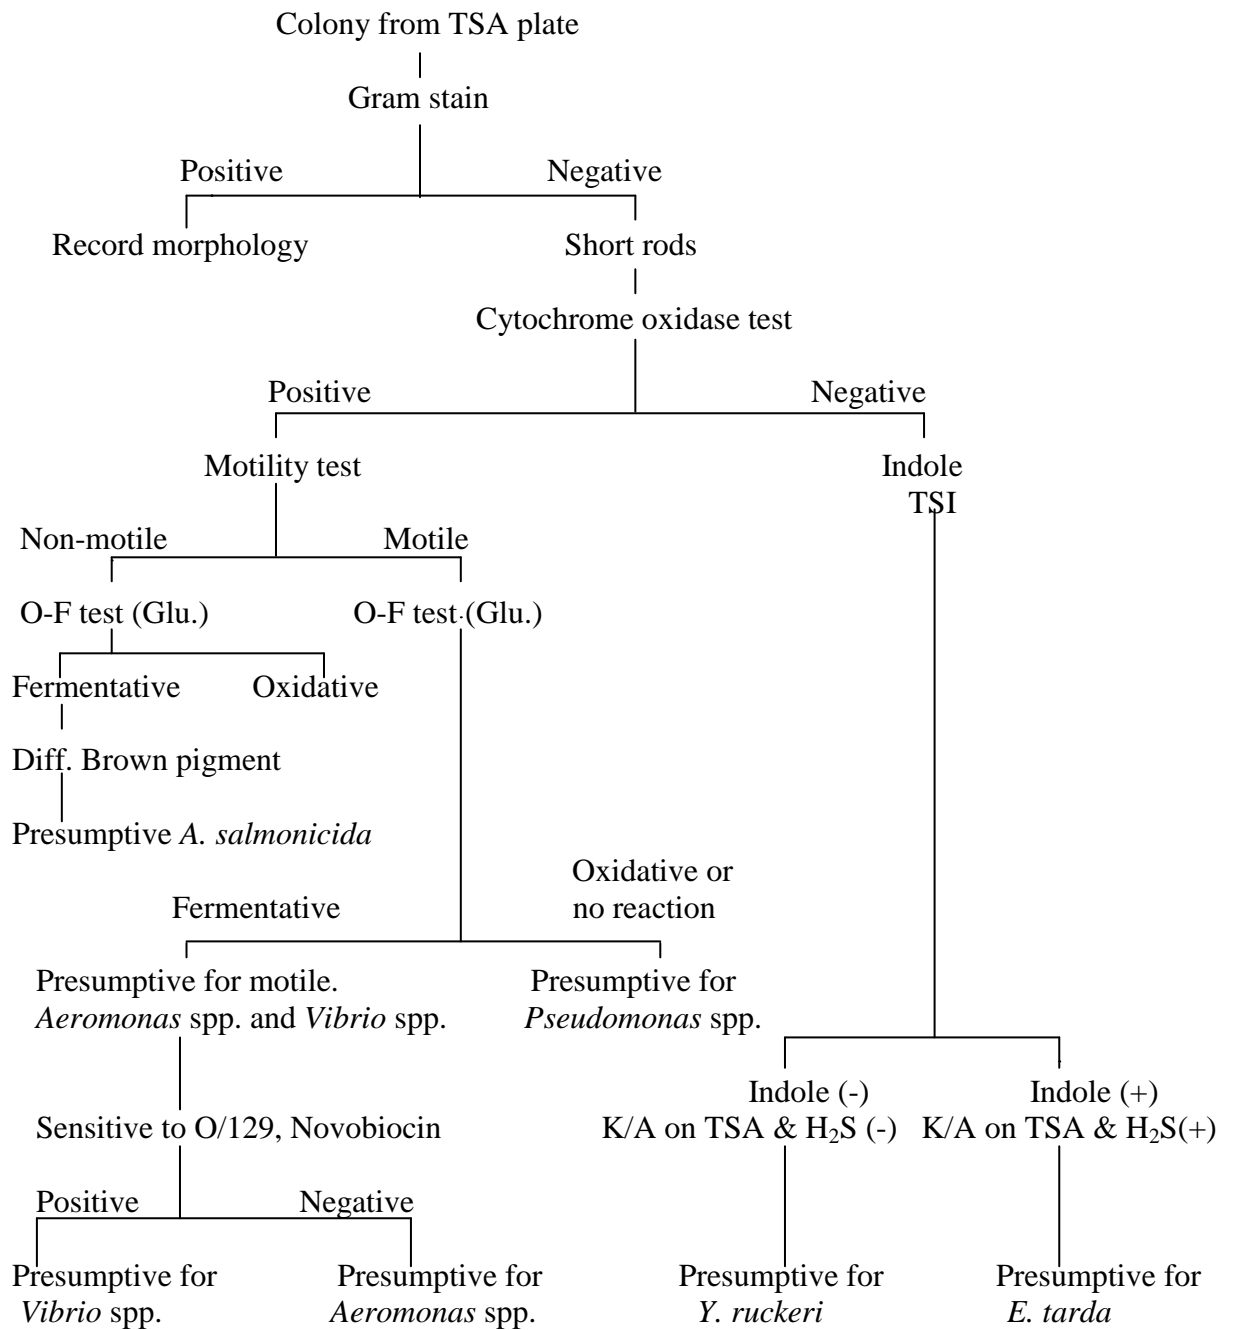 Colony from TSA plate
Gram stain
Positive
Negative
Record morphology
Short rods
Cytochrome oxidase test
Positive
Negative
Motility test
Indole
TSI
Non-motile
Motile
O-F test (Glu.)
O-F test (Glu.)
Fermentative
Oxidative
Diff. Brown pigment
Presumptive A. salmonicida
Oxidative or
no reaction
Fermentative
Presumptive for motile.
Aeromonas spp. and Vibrio spp.
Presumptive for
Pseudomonas spp.
Indole (-)
K/A on TSA & H₂S (-)
Indole (+)
K/A on TSA & H₂S(+)
Sensitive to O/129, Novobiocin
Positive
Negative
Presumptive for
Vibrio spp.
Presumptive for
Aeromonas spp.
Presumptive for
Y. ruckeri
Presumptive for
E. tarda